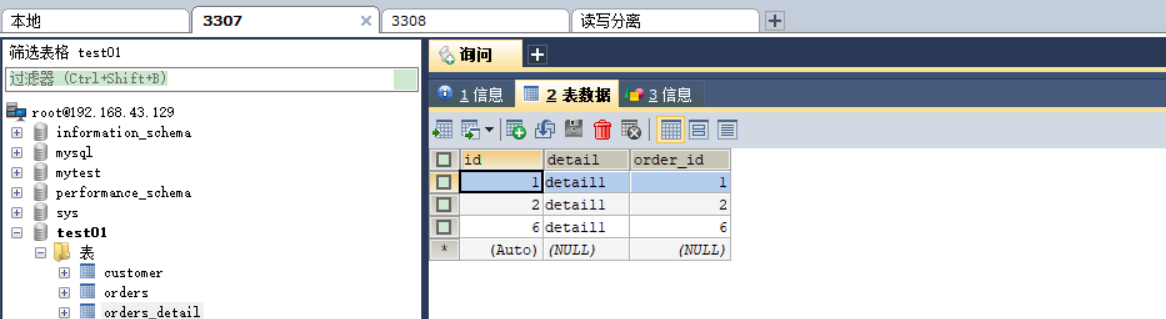 本地 3307 3308 读写分离
筛选表格 test01
过滤器 (Ctrl+Shift+B)
root@192.168.43.129
information_schema
mysql
mytest
performance_schema
sys
test01
表
customer
orders
orders_detail
询问
1 信息 2 表数据 3 信息
id detail order_id
1 detail1 1
2 detail1 2
6 detail1 6
* (Auto) (NULL) (NULL)